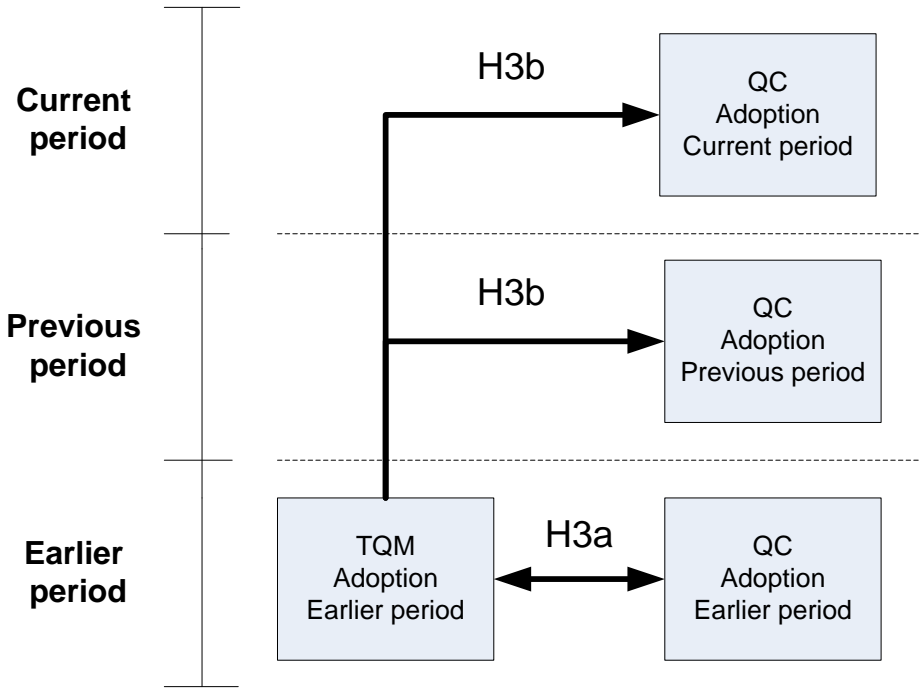 Current
period
H3b
QC
Adoption
Current period
Previous
period
H3b
QC
Adoption
Previous period
Earlier
period
TQM
Adoption
Earlier period
H3a
QC
Adoption
Earlier period